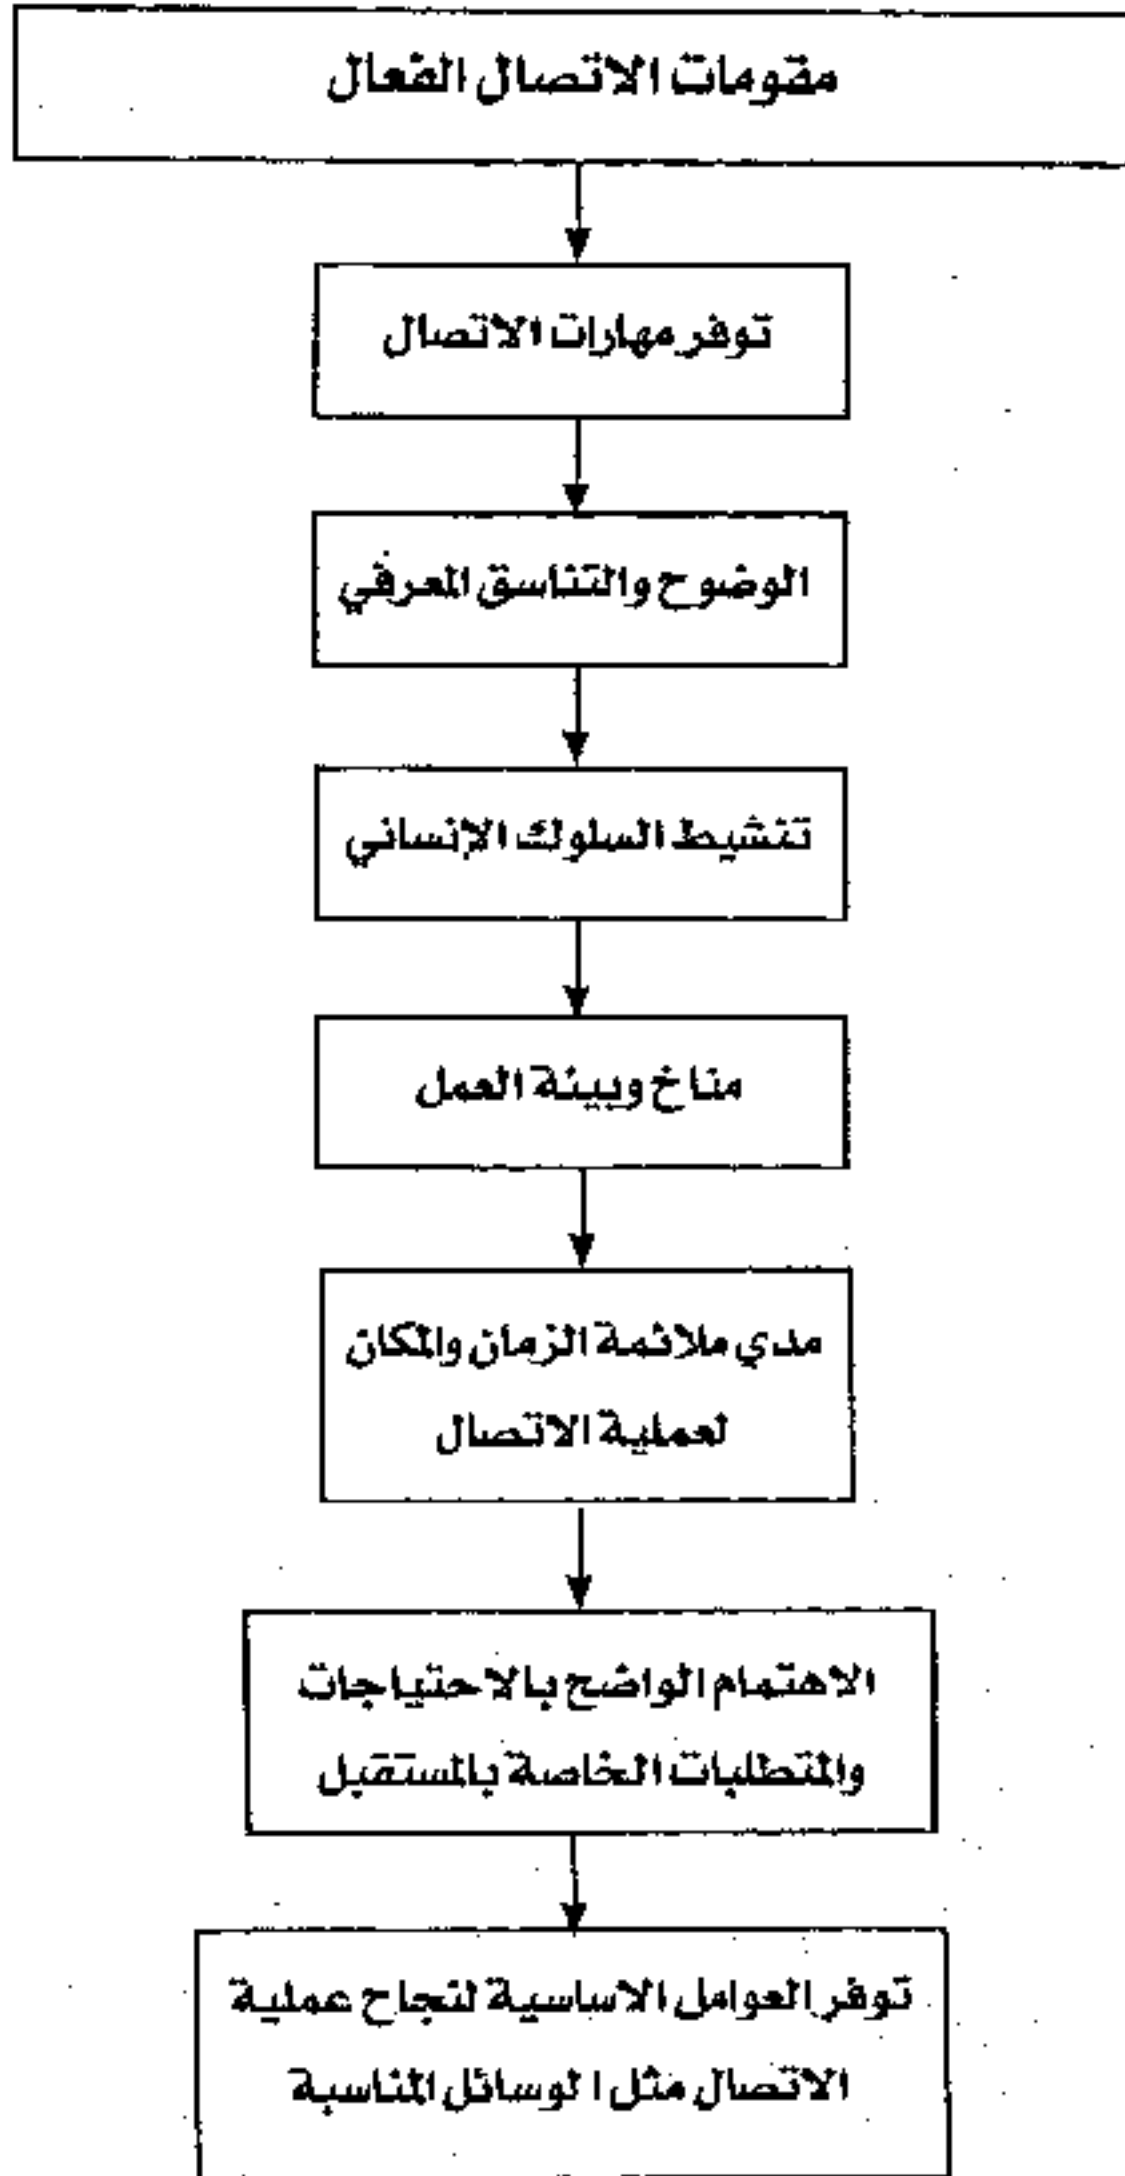 مقومات الاتصال الفعال
توفر مهارات الاتصال
الوضوح والتناسق المعرفي
تنشيط السلوك الإنساني
مناخ وبيئة العمل
مدي ملائمة الزمان والمكان
لعملية الاتصال
الاهتمام الواضح بالاحتياجات
والمتطلبات الخاصة بالمستقبل
توفر العوامل الاساسية لنجاح عملية
الاتصال مثل الوسائل المناسبة